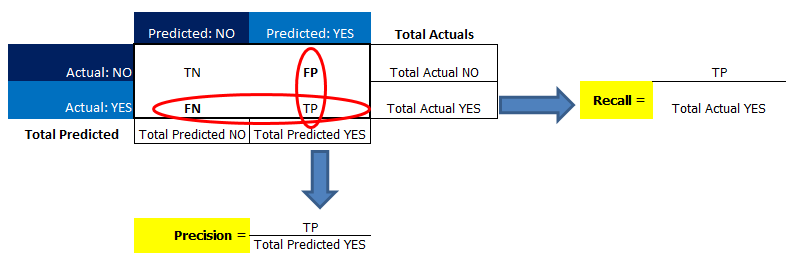 Predicted: NO Predicted: YES Total Actuals
Actual: NO TN FP Total Actual NO
Actual: YES FN TP Total Actual YES
Total Predicted Total Predicted NO Total Predicted YES
Recall = TP
Total Actual YES
Precision = TP
Total Predicted YES